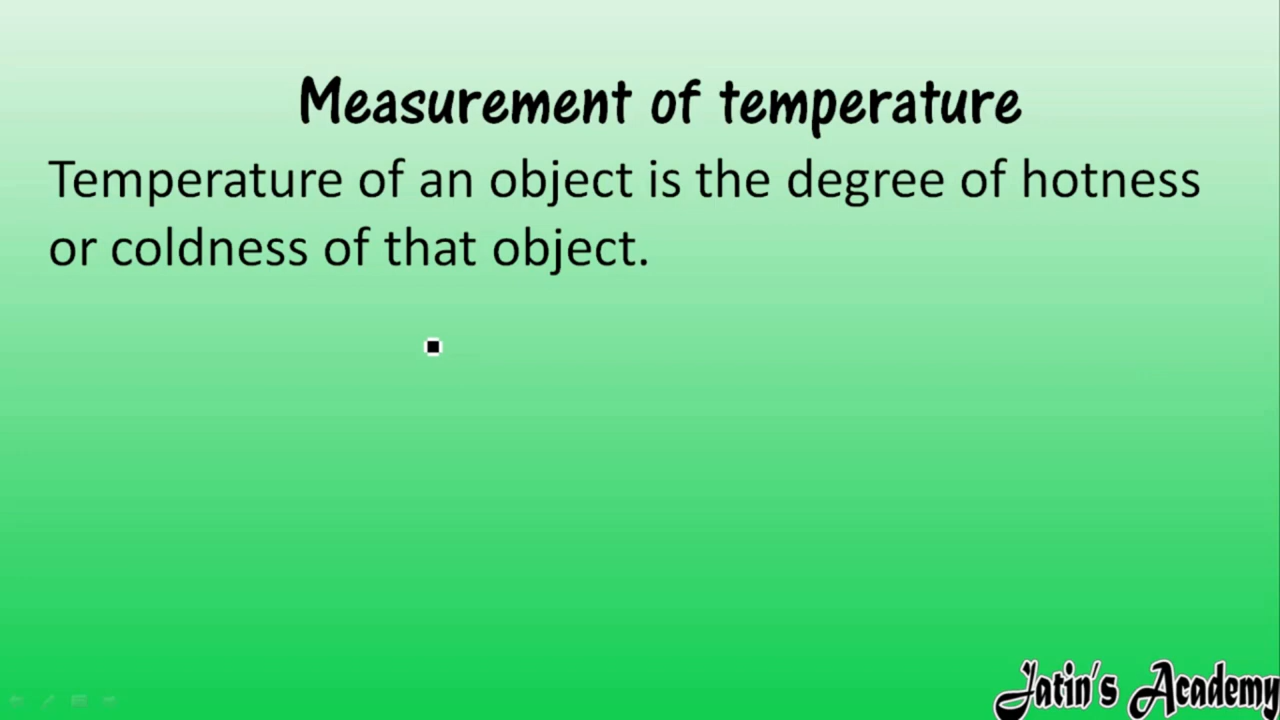 Measurement of temperature
Temperature of an object is the degree of hotness
or coldness of that object.
Jatin's Academy